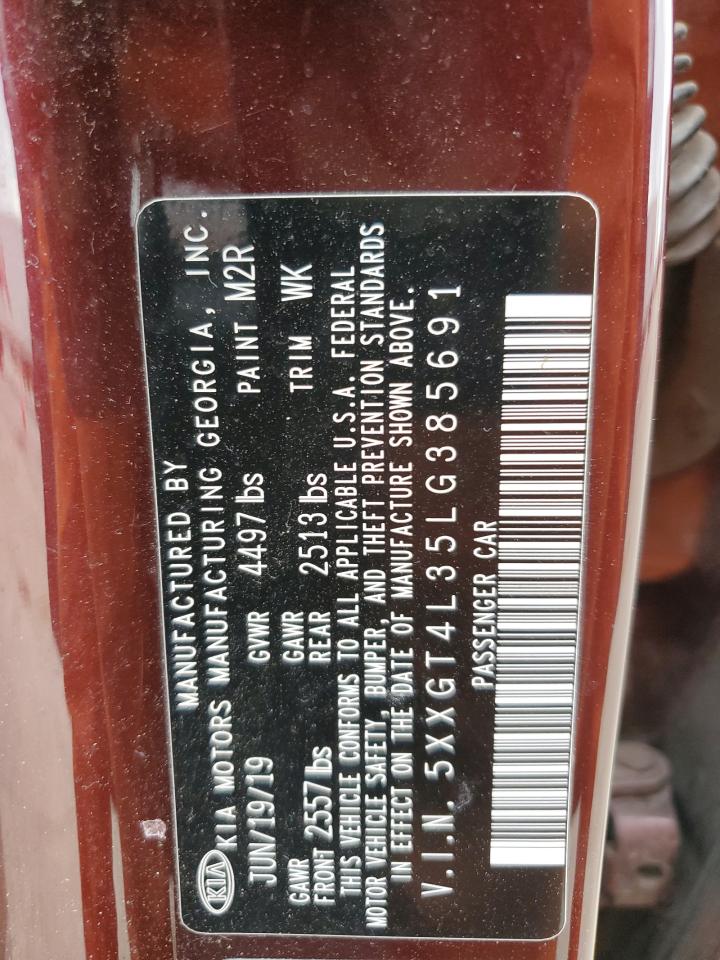 MANUFACTURED BY
KIA KIA MOTORS MANUFACTURING GEORGIA, INC.
JUN/19/19 GVWR 4497 lbs PAINT M2R
GAWR FRONT 2557 lbs GAWR REAR 2513 lbs TRIM WK
THIS VEHICLE CONFORMS TO ALL APPLICABLE U.S.A. FEDERAL
MOTOR VEHICLE SAFETY, BUMPER, AND THEFT PREVENTION STANDARDS
IN EFFECT ON THE DATE OF MANUFACTURE SHOWN ABOVE.
V.I.N. 5XXGT4L35LG385691
PASSENGER CAR